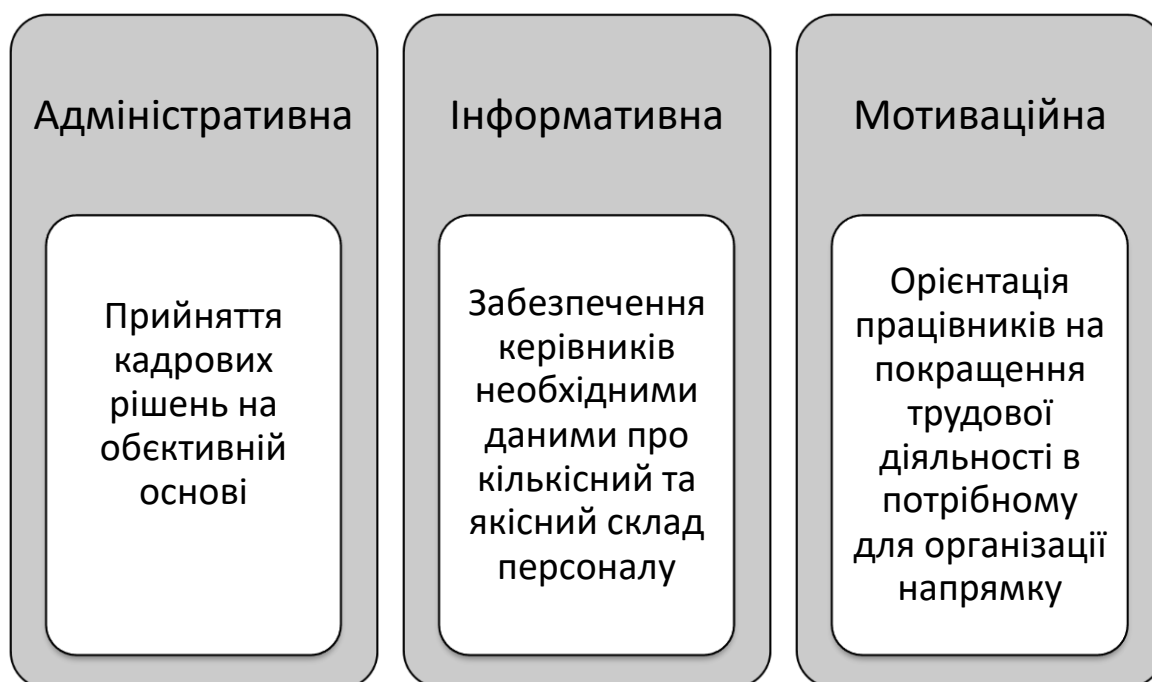 Адміністративна
Прийняття
кадрових
рішень на
обєктивній
основі
Інформативна
Забезпечення
керівників
необхідними
даними про
кількісний та
якісний склад
персоналу
Мотиваційна
Орієнтація
працівників на
покращення
трудової
діяльності в
потрібному
для організації
напрямку